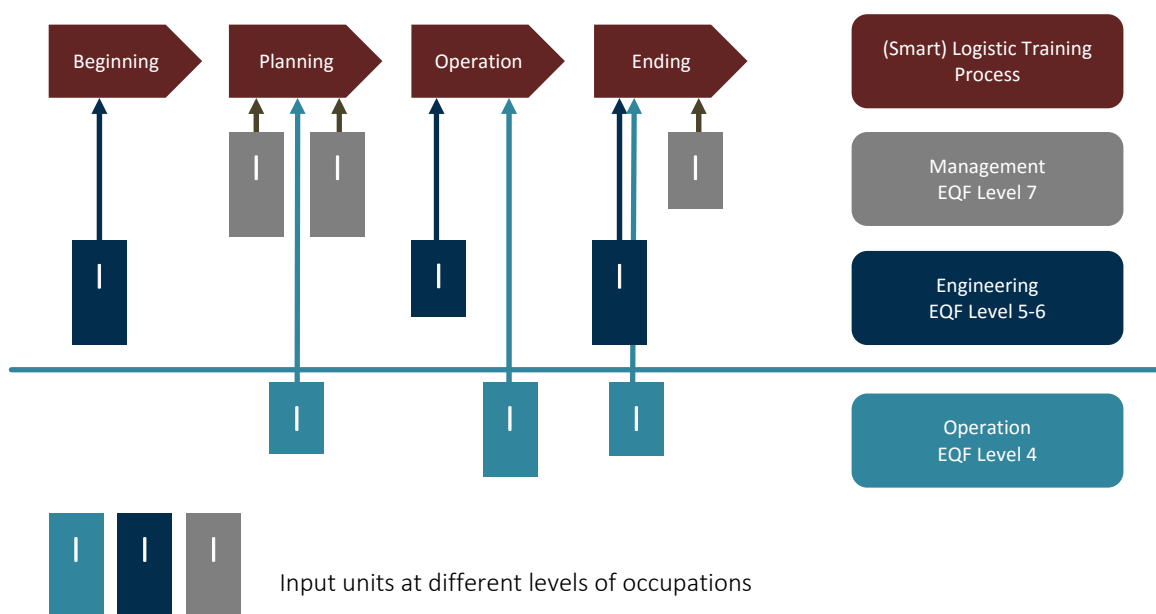 Beginning
Planning
Operation
Ending
(Smart) Logistic Training
Process
I
I
I
Management
EQF Level 7
I
I
I
Engineering
EQF Level 5-6
I
I
I
Operation
EQF Level 4
I
I
I
Input units at different levels of occupations